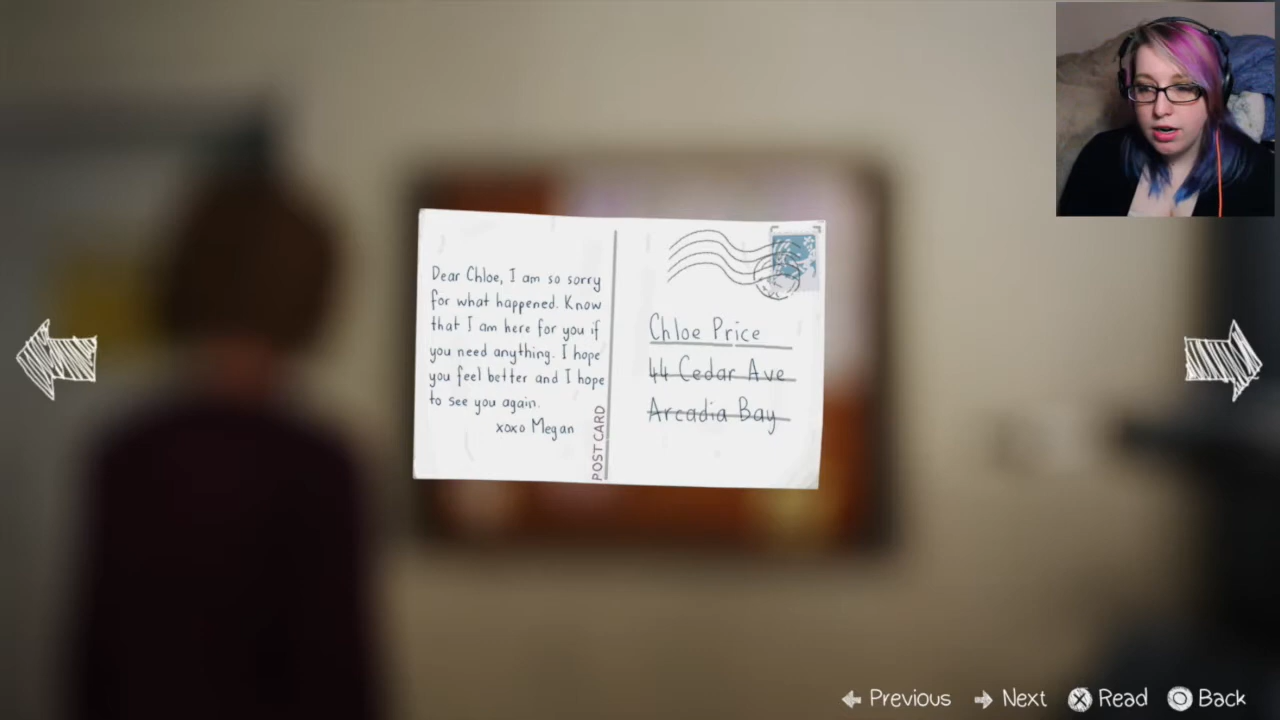 Dear Chloe, I am so sorry
for what happened. Know
that I am here for you if
you need anything. I hope
you feel better and I hope
to see you again.
xoxo Megan
POST CARD
Chloe Price
44 Cedar Ave
Arcadia Bay
Previous
Next
Read
Back